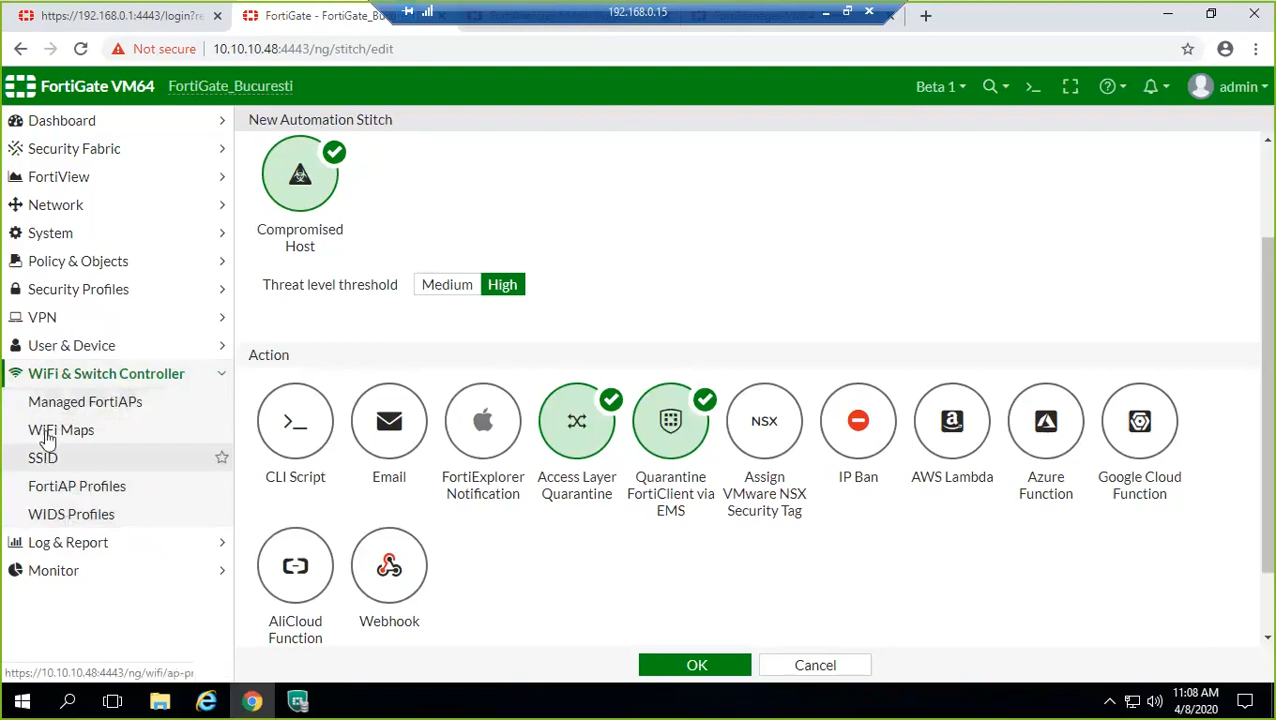 https://192.168.0.1:4443/login?re
FortiGate - FortiGate_Bu
192.168.0.15
Not secure
10.10.10.48:4443/ng/stitch/edit
FortiGate VM64
FortiGate_Bucuresti
Beta 1
admin
Dashboard
Security Fabric
FortiView
Network
System
Policy & Objects
Security Profiles
VPN
User & Device
WiFi & Switch Controller
Managed FortiAPs
WiFi Maps
SSID
FortiAP Profiles
WIDS Profiles
Log & Report
Monitor
https://10.10.10.48:4443/ng/wifi/ap-pr
New Automation Stitch
Compromised
Host
Threat level threshold
Medium
High
Action
CLI Script
Email
FortiExplorer
Notification
Access Layer
Quarantine
Quarantine
FortiClient via
EMS
NSX
Assign
VMware NSX
Security Tag
IP Ban
AWS Lambda
Azure
Function
Google Cloud
Function
AliCloud
Function
Webhook
OK
Cancel
11:08 AM
4/8/2020